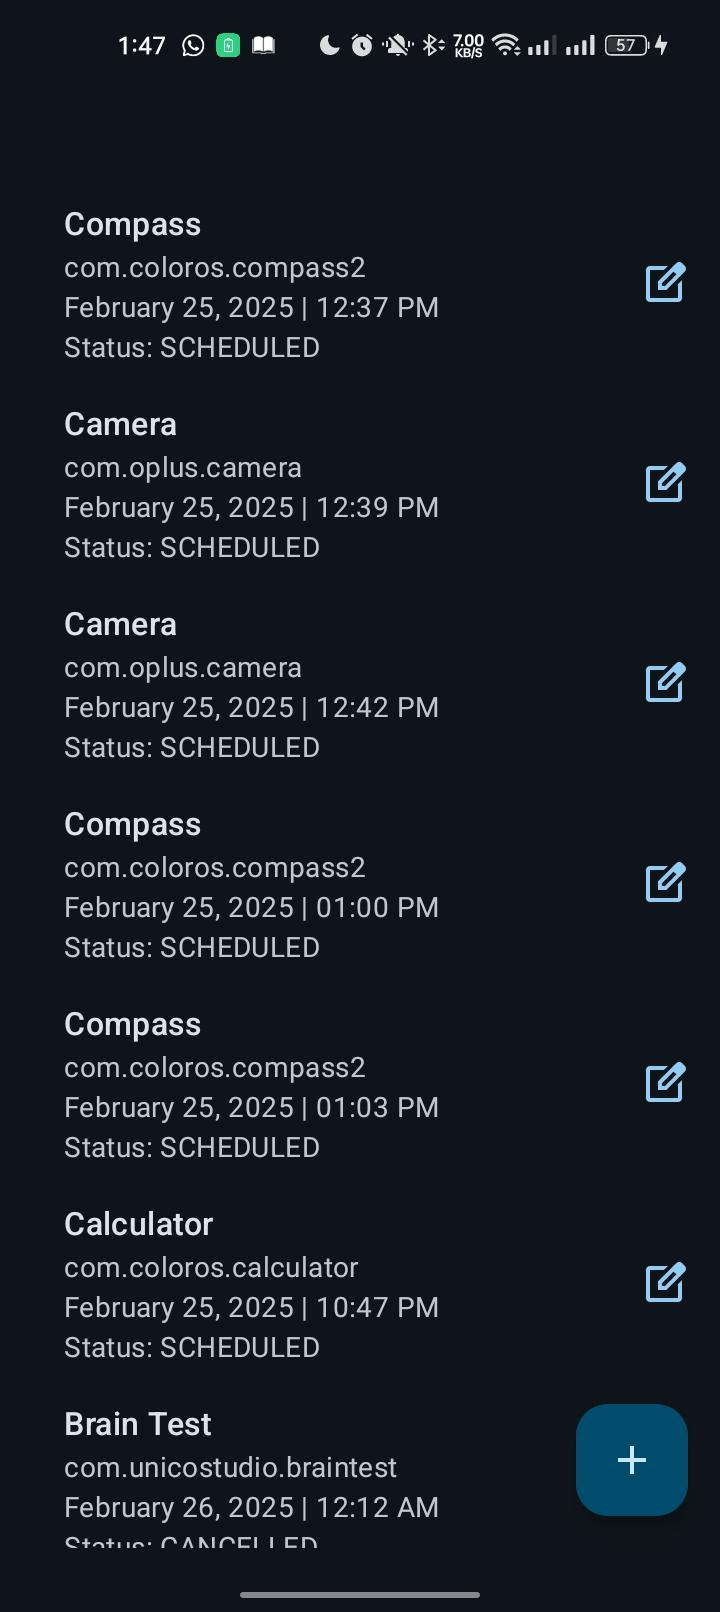 1:47 7.00 KB/S 57
Compass
com.coloros.compass2
February 25, 2025 | 12:37 PM
Status: SCHEDULED
Camera
com.oplus.camera
February 25, 2025 | 12:39 PM
Status: SCHEDULED
Camera
com.oplus.camera
February 25, 2025 | 12:42 PM
Status: SCHEDULED
Compass
com.coloros.compass2
February 25, 2025 | 01:00 PM
Status: SCHEDULED
Compass
com.coloros.compass2
February 25, 2025 | 01:03 PM
Status: SCHEDULED
Calculator
com.coloros.calculator
February 25, 2025 | 10:47 PM
Status: SCHEDULED
Brain Test
com.unicostudio.braintest
February 26, 2025 | 12:12 AM
Status: CANCELLED